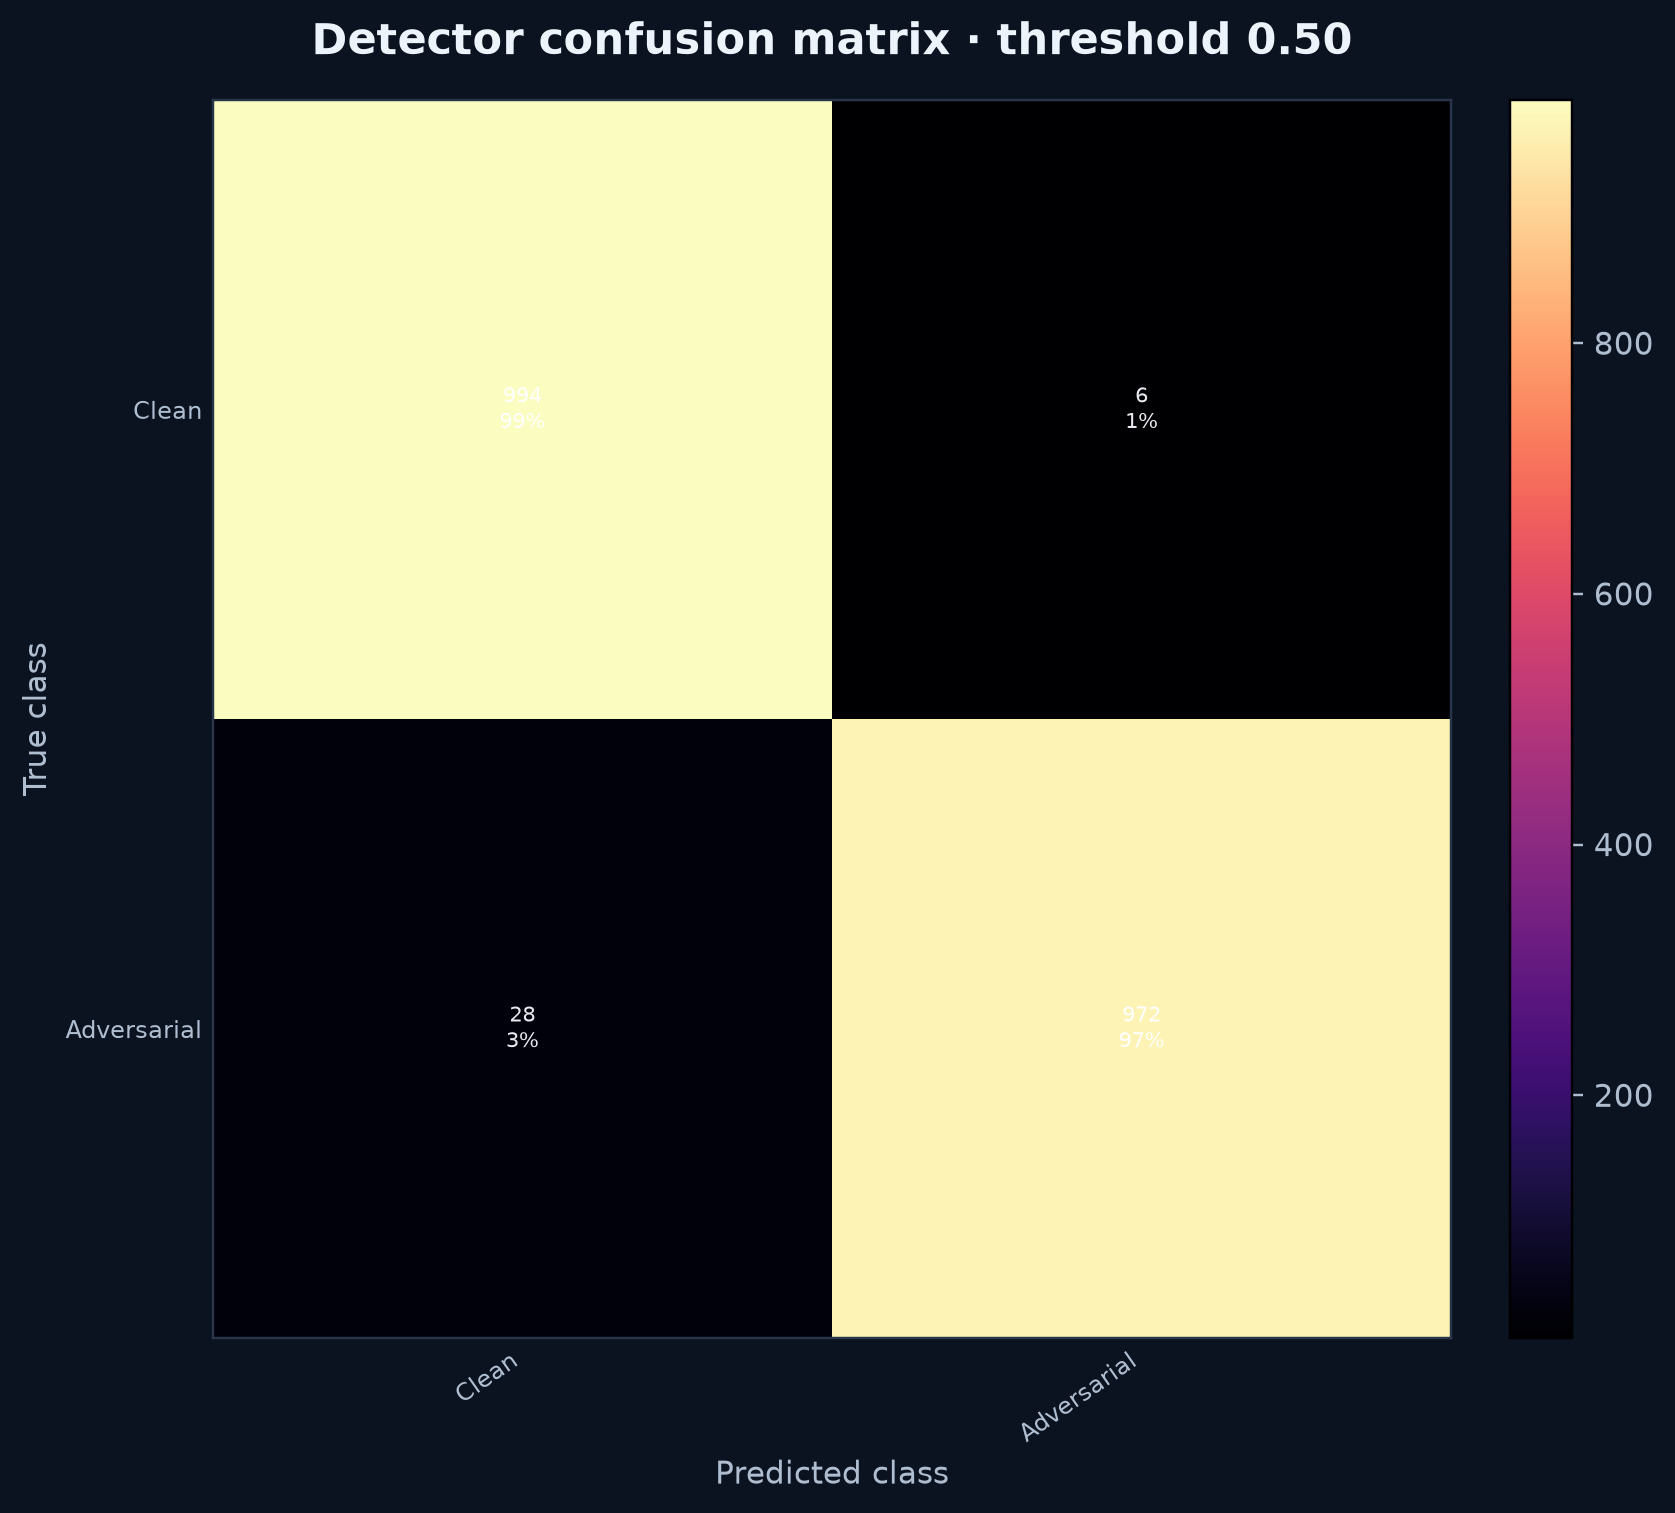 Detector confusion matrix · threshold 0.50
994
99%
6
1%
Clean
28
3%
972
97%
Adversarial
True class
Clean
Adversarial
Predicted class
800
600
400
200